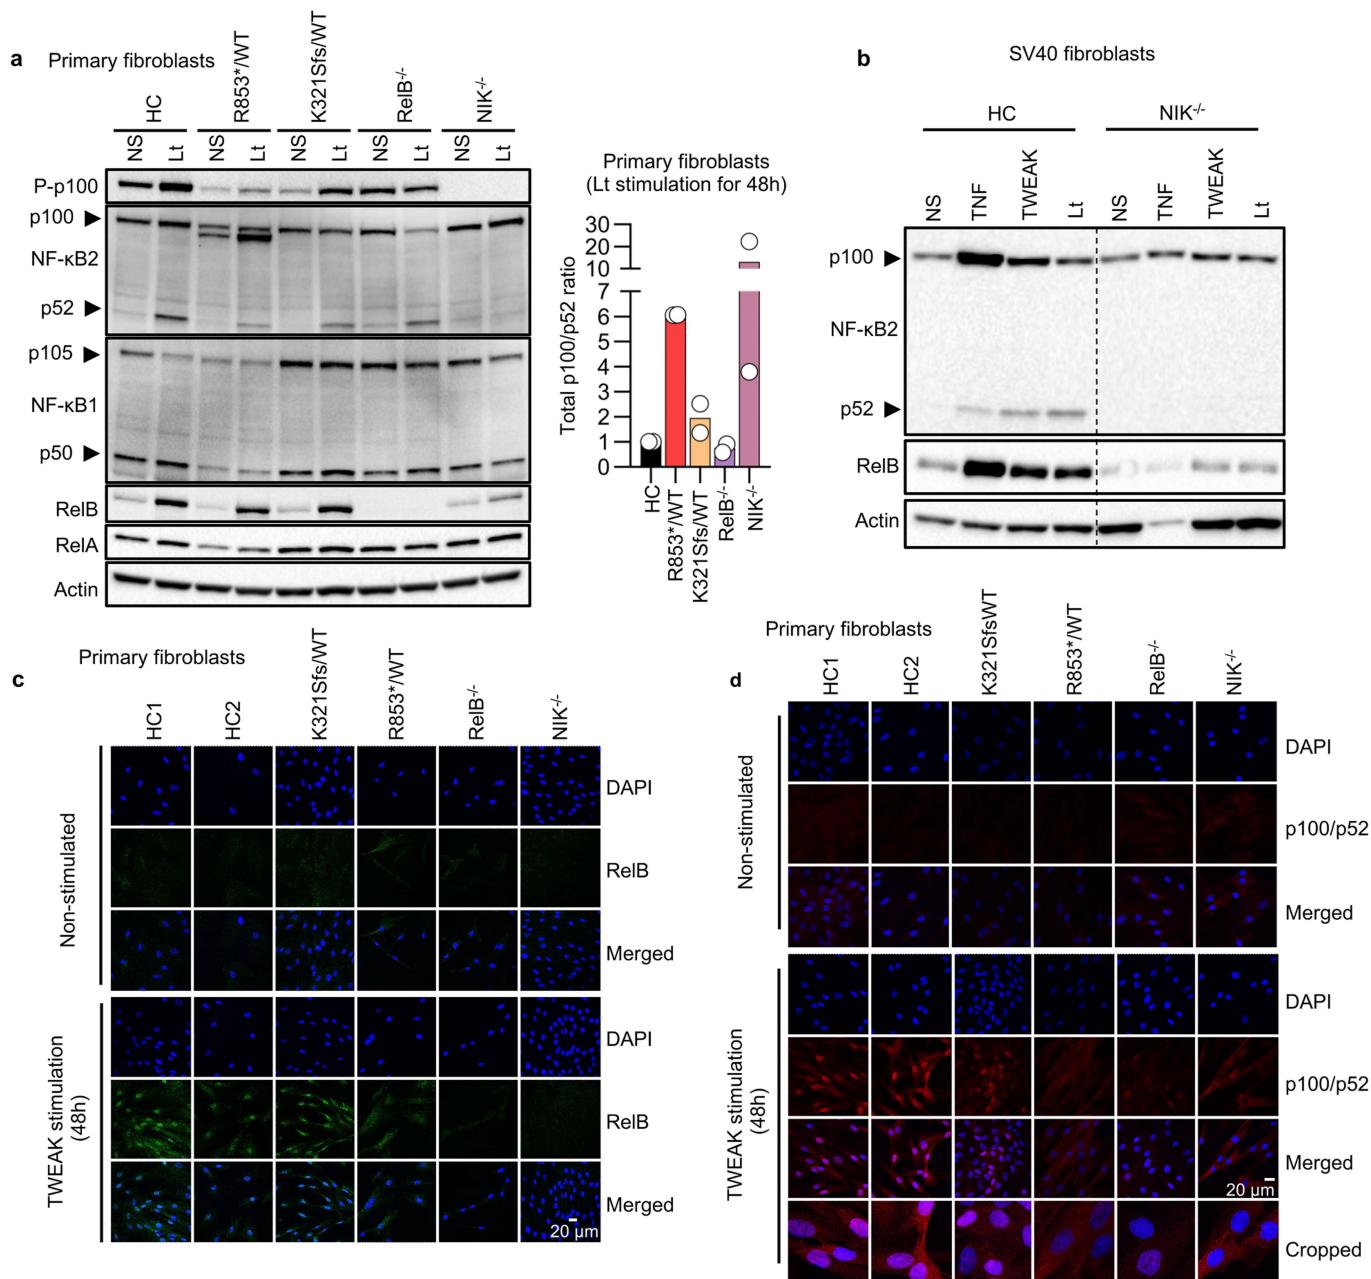 a
Primary fibroblasts
HC
R853*/WT
K321Sfs/WT
RelB-/-
NIK-/-
NS
Lt
NS
Lt
NS
Lt
NS
Lt
NS
Lt
P-p100
p100
NF-κB2
p52
p105
NF-κB1
p50
RelB
RelA
Actin
Primary fibroblasts
(Lt stimulation for 48h)
Total p100/p52 ratio
30
20
10
7
6
5
4
3
2
1
0
HC
R853*/WT
K321Sfs/WT
RelB-/-
NIK-/-
b
SV40 fibroblasts
HC
NIK-/-
NS
TNF
TWEAK
Lt
NS
TNF
TWEAK
Lt
p100
NF-κB2
p52
RelB
Actin
c
Primary fibroblasts
HC1
HC2
K321Sfs/WT
R853*/WT
RelB-/-
NIK-/-
Non-stimulated
DAPI
RelB
Merged
TWEAK stimulation
(48h)
DAPI
RelB
Merged
20 µm
d
Primary fibroblasts
HC1
HC2
K321SfsWT
R853*/WT
RelB-/-
NIK-/-
Non-stimulated
DAPI
p100/p52
Merged
TWEAK stimulation
(48h)
DAPI
p100/p52
Merged
20 µm
Cropped